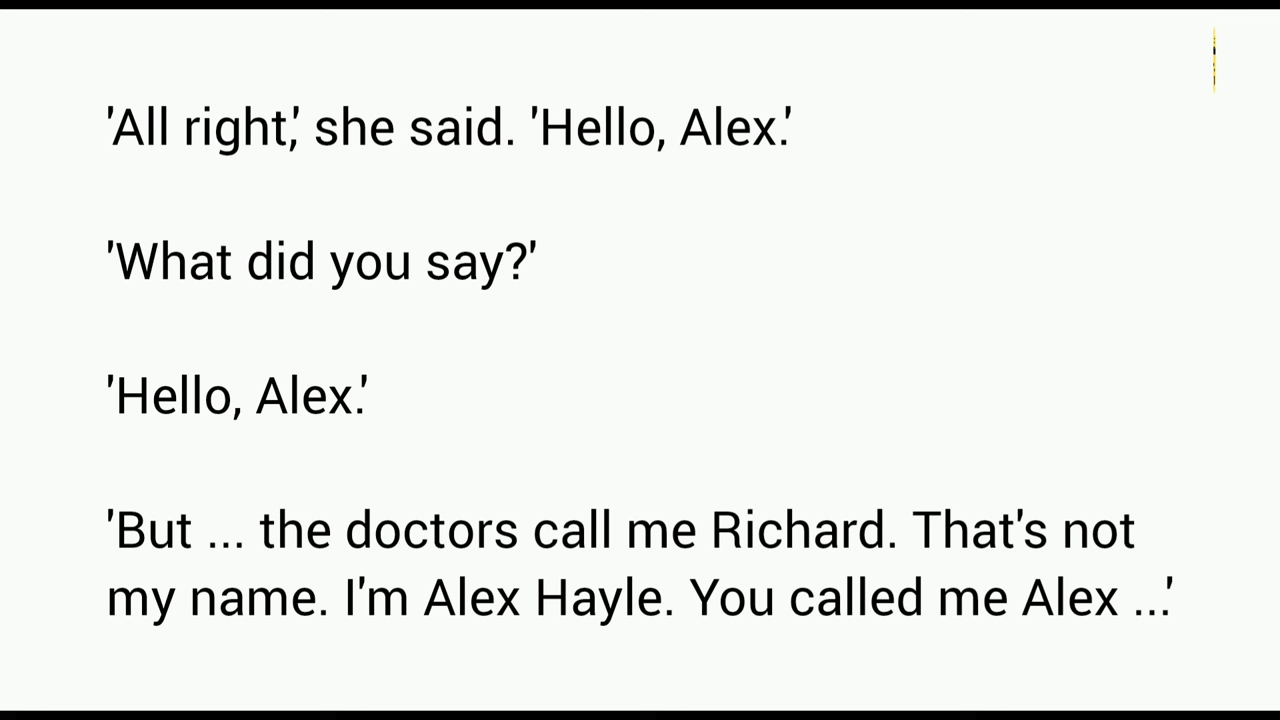 'All right,' she said. 'Hello, Alex.'
'What did you say?'
'Hello, Alex.'
'But ... the doctors call me Richard. That's not
my name. I'm Alex Hayle. You called me Alex ...'